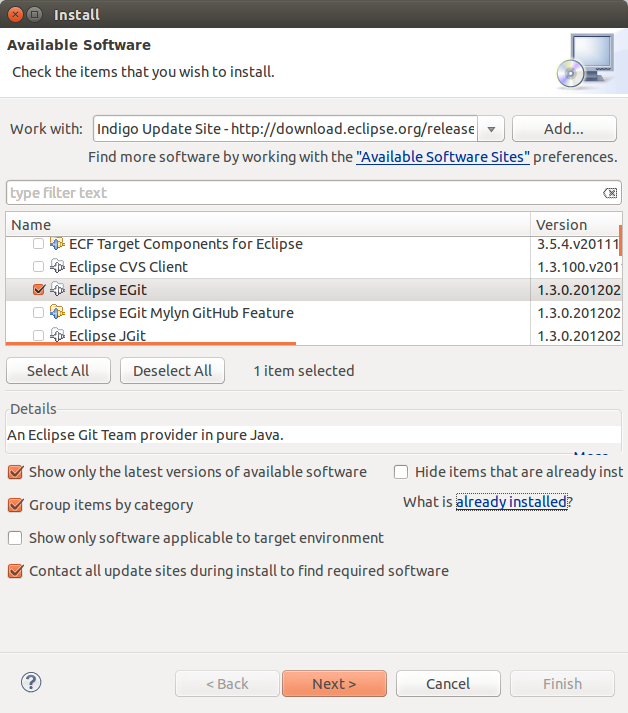 Install
Available Software
Check the items that you wish to install.
Work with: Indigo Update Site - http://download.eclipse.org/release Add...
Find more software by working with the "Available Software Sites" preferences.
type filter text
Name Version
ECF Target Components for Eclipse 3.5.4.v20111
Eclipse CVS Client 1.3.100.v201
Eclipse EGit 1.3.0.201202
Eclipse EGit Mylyn GitHub Feature 1.3.0.201202
Eclipse JGit 1.3.0.201202
Select All Deselect All 1 item selected
Details
An Eclipse Git Team provider in pure Java.
More...
Show only the latest versions of available software Hide items that are already inst
Group items by category What is already installed?
Show only software applicable to target environment
Contact all update sites during install to find required software
? < Back Next > Cancel Finish